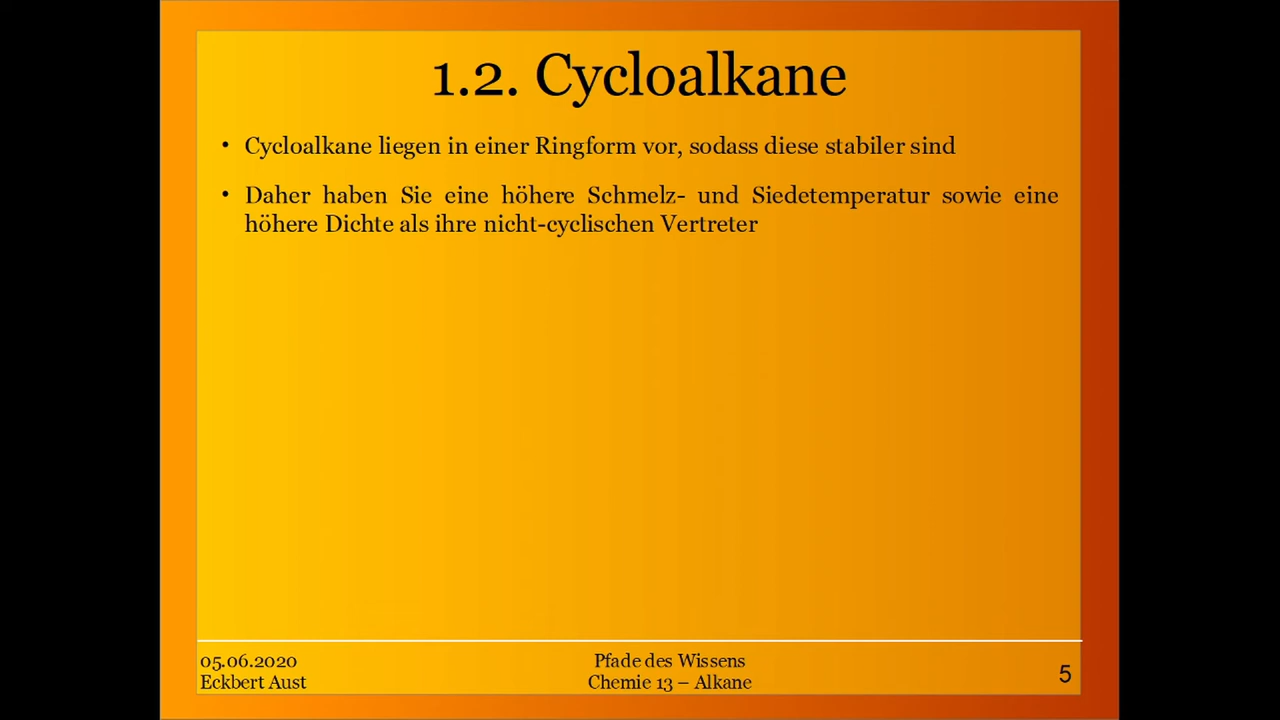 1.2. Cycloalkane
• Cycloalkane liegen in einer Ringform vor, sodass diese stabiler sind
• Daher haben Sie eine höhere Schmelz- und Siedetemperatur sowie eine
höhere Dichte als ihre nicht-cyclischen Vertreter
05.06.2020
Eckbert Aust
Pfade des Wissens
Chemie 13 – Alkane
5